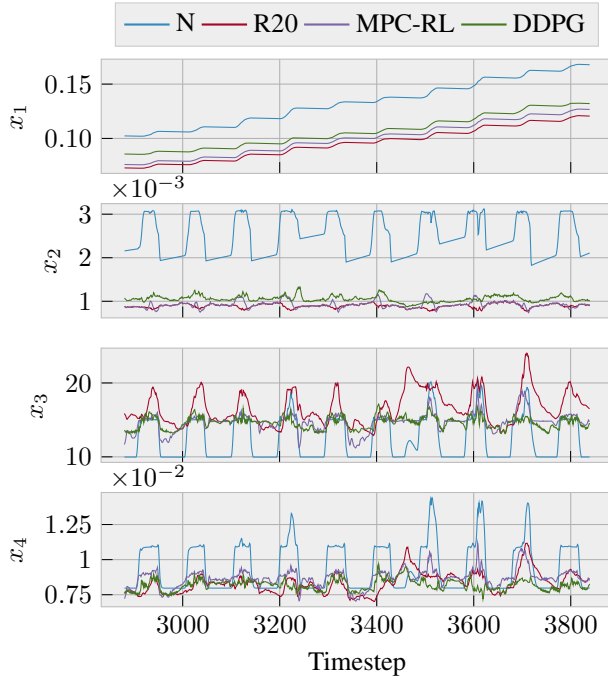 N R20 MPC-RL DDPG
0.15
0.10
x₁
×10⁻³
3
2
1
x₂
20
10
x₃
×10⁻²
1.25
1
0.75
x₄
3000 3200 3400 3600 3800
Timestep